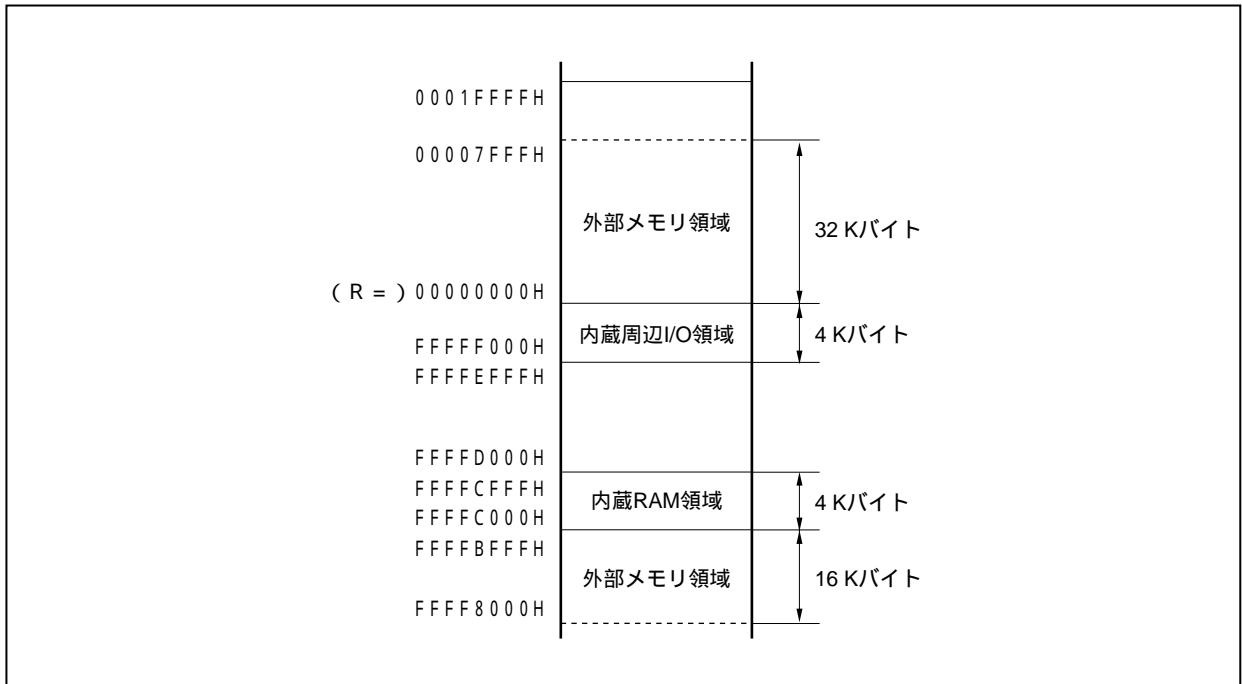 0001FFFFH
00007FFFH
外部メモリ領域
32 Kバイト
( R = ) 00000000H
内蔵周辺I/O領域
4 Kバイト
FFFFF000H
FFFFEFFFH
FFFFD000H
FFFFCFFFH
内蔵RAM領域
4 Kバイト
FFFFC000H
FFFFBFFFH
外部メモリ領域
16 Kバイト
FFFF8000H